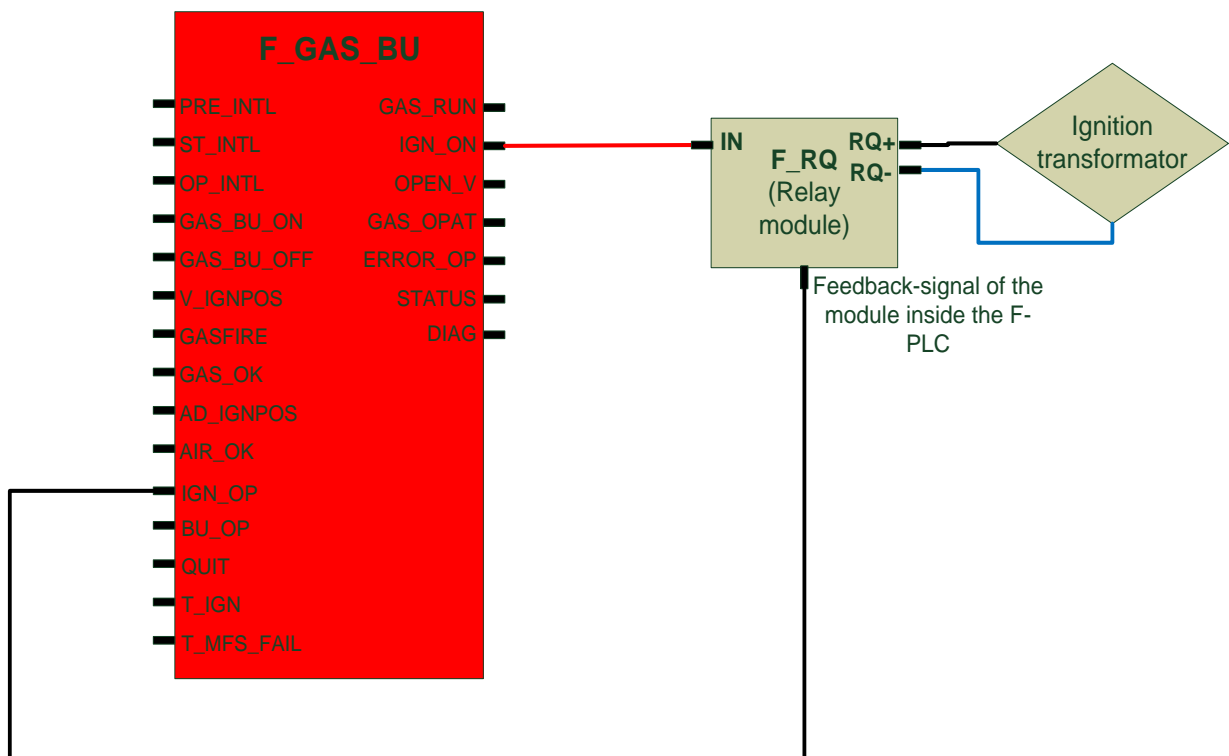 F_GAS_BU
PRE_INTL
ST_INTL
OP_INTL
GAS_BU_ON
GAS_BU_OFF
V_IGNPOS
GASFIRE
GAS_OK
AD_IGNPOS
AIR_OK
IGN_OP
BU_OP
QUIT
T_IGN
T_MFS_FAIL
GAS_RUN
IGN_ON
OPEN_V
GAS_OPAT
ERROR_OP
STATUS
DIAG
IN
F_RQ
(Relay
module)
RQ+
RQ-
Feedback-signal of the
module inside the F-
PLC
Ignition
transformator